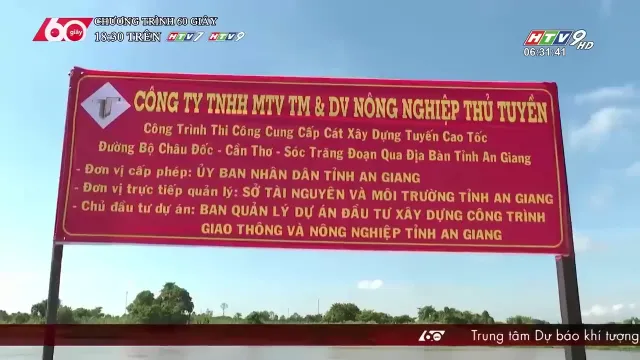 60 giây
CHƯƠNG TRÌNH 60 GIÂY
18:30 TRÊN HTV7 HTV9
HTV9 HD
06:31:41
CÔNG TY TNHH MTV TM & DV NÔNG NGHIỆP THỦ TUYỀN
Công Trình Thi Công Cung Cấp Cát Xây Dựng Tuyến Cao Tốc
Đường Bộ Châu Đốc - Cần Thơ - Sóc Trăng Đoạn Qua Địa Bàn Tỉnh An Giang
- Đơn vị cấp phép: ỦY BAN NHÂN DÂN TỈNH AN GIANG
- Đơn vị trực tiếp quản lý: SỞ TÀI NGUYÊN VÀ MÔI TRƯỜNG TỈNH AN GIANG
- Chủ đầu tư dự án: BAN QUẢN LÝ DỰ ÁN ĐẦU TƯ XÂY DỰNG CÔNG TRÌNH
GIAO THÔNG VÀ NÔNG NGHIỆP TỈNH AN GIANG
60 Trung tâm Dự báo khí tượng